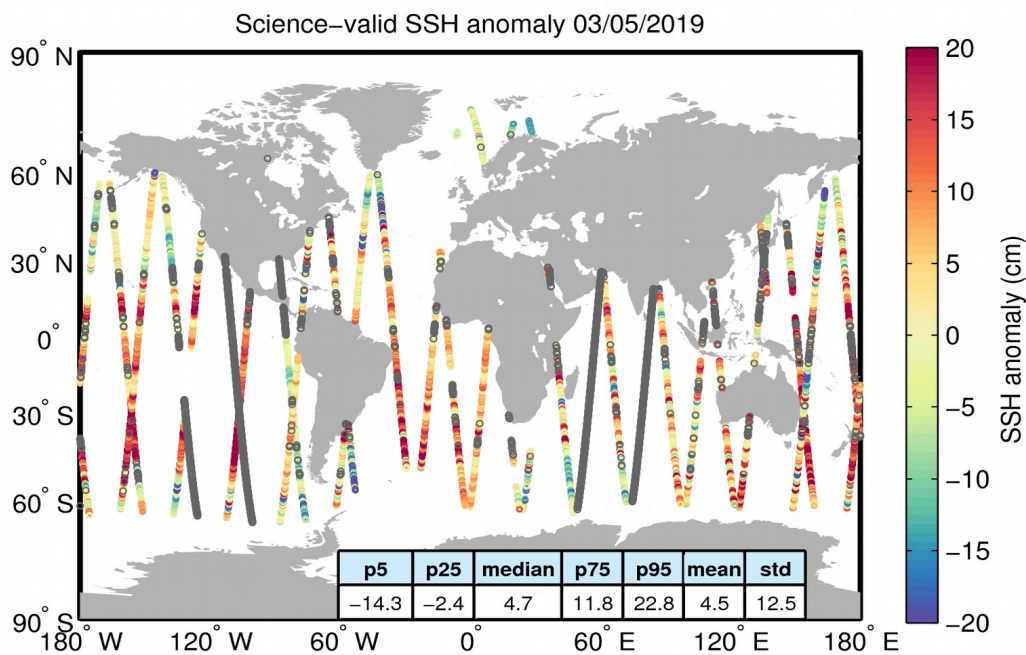 Science−valid SSH anomaly 03/05/2019
90° N
60° N
30° N
0°
30° S
60° S
90° S
180° W
120° W
60° W
0°
60° E
120° E
180° E
p5 p25 median p75 p95 mean std
−14.3 −2.4 4.7 11.8 22.8 4.5 12.5
20
15
10
5
0
−5
−10
−15
−20
SSH anomaly (cm)